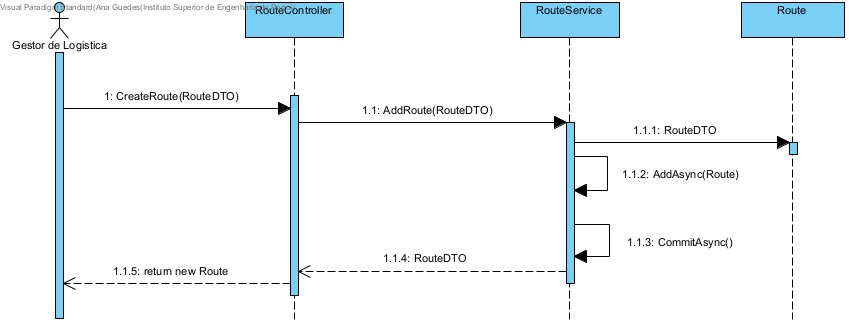 Visual Paradigm Standard(Ana Guedes(Instituto Superior de Engenharia
RouteController
RouteService
Route
Gestor de Logistica
1: CreateRoute(RouteDTO)
1.1: AddRoute(RouteDTO)
1.1.1: RouteDTO
1.1.2: AddAsync(Route)
1.1.3: CommitAsync()
1.1.4: RouteDTO
1.1.5: return new Route